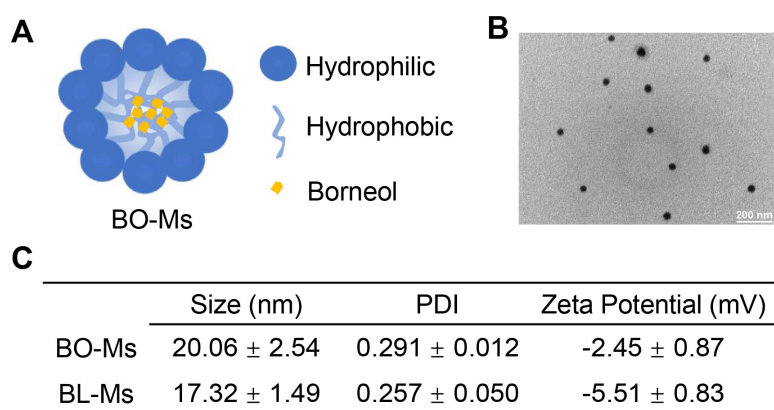 A
Hydrophilic
Hydrophobic
Borneol
BO-Ms
B
200 nm
C
Size (nm) PDI Zeta Potential (mV)
BO-Ms 20.06 ± 2.54 0.291 ± 0.012 -2.45 ± 0.87
BL-Ms 17.32 ± 1.49 0.257 ± 0.050 -5.51 ± 0.83